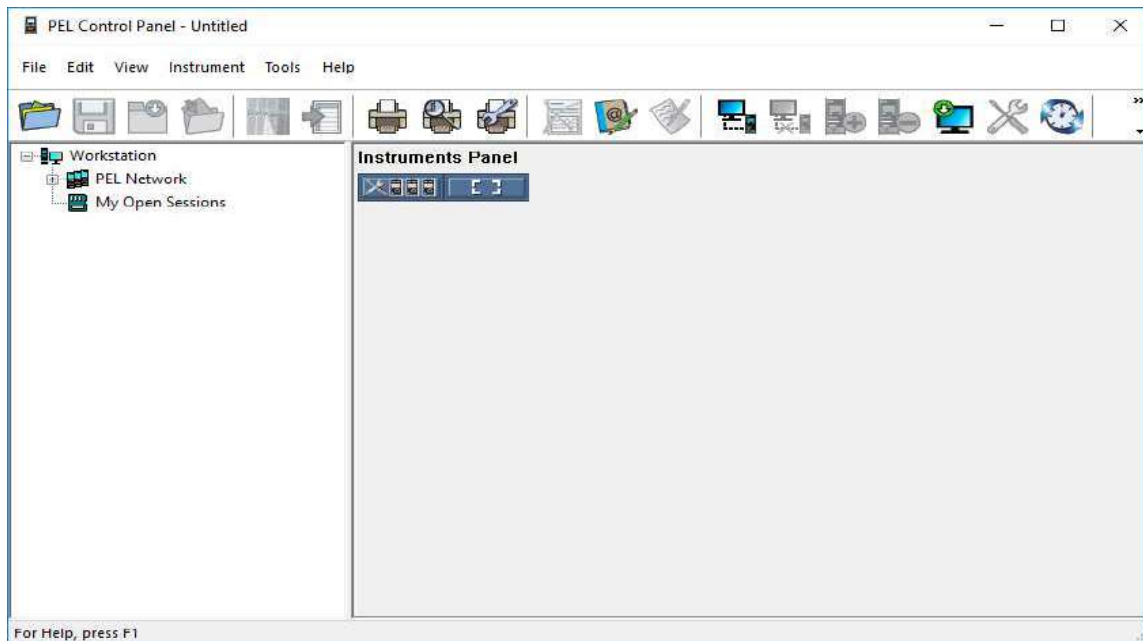 PEL Control Panel - Untitled
File Edit View Instrument Tools Help
Workstation
PEL Network
My Open Sessions
Instruments Panel
For Help, press F1